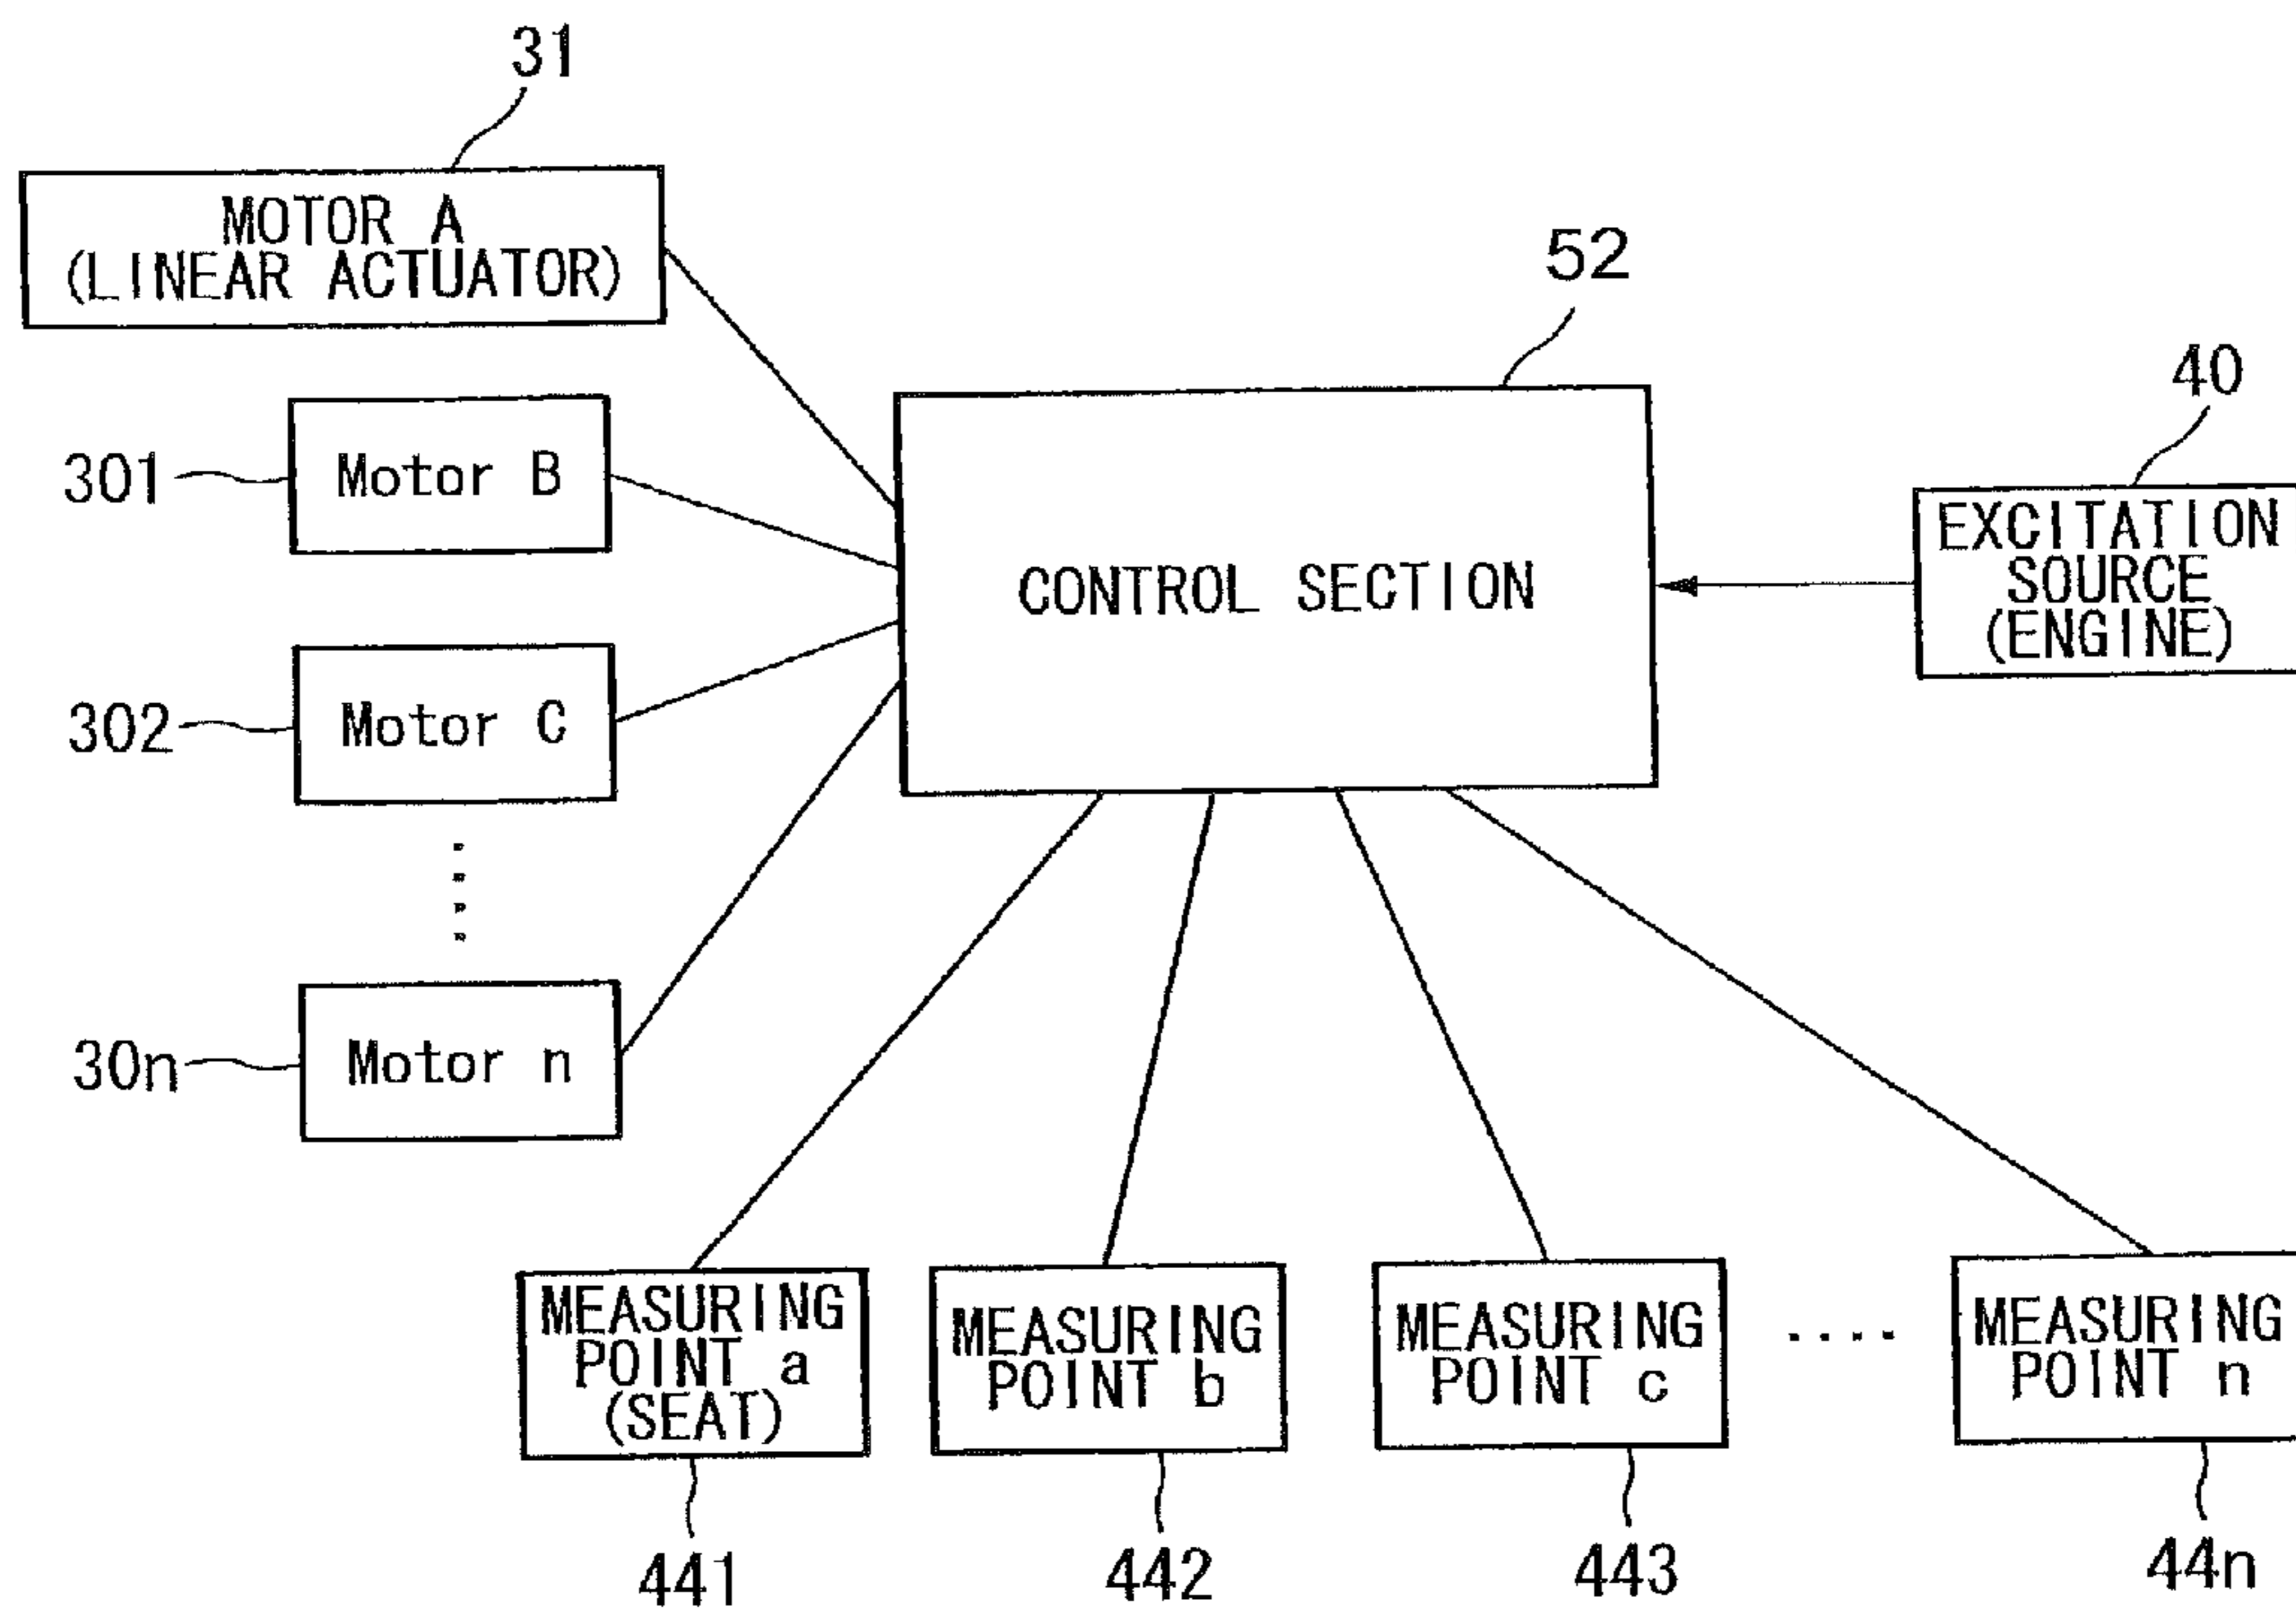 31
MOTOR A
(LINEAR ACTUATOR)
52
40
301
Motor B
EXCITATION
SOURCE
(ENGINE)
CONTROL SECTION
302
Motor C
30n
Motor n
MEASURING
POINT a
(SEAT)
MEASURING
POINT b
MEASURING
POINT c
MEASURING
POINT n
441
442
443
44n